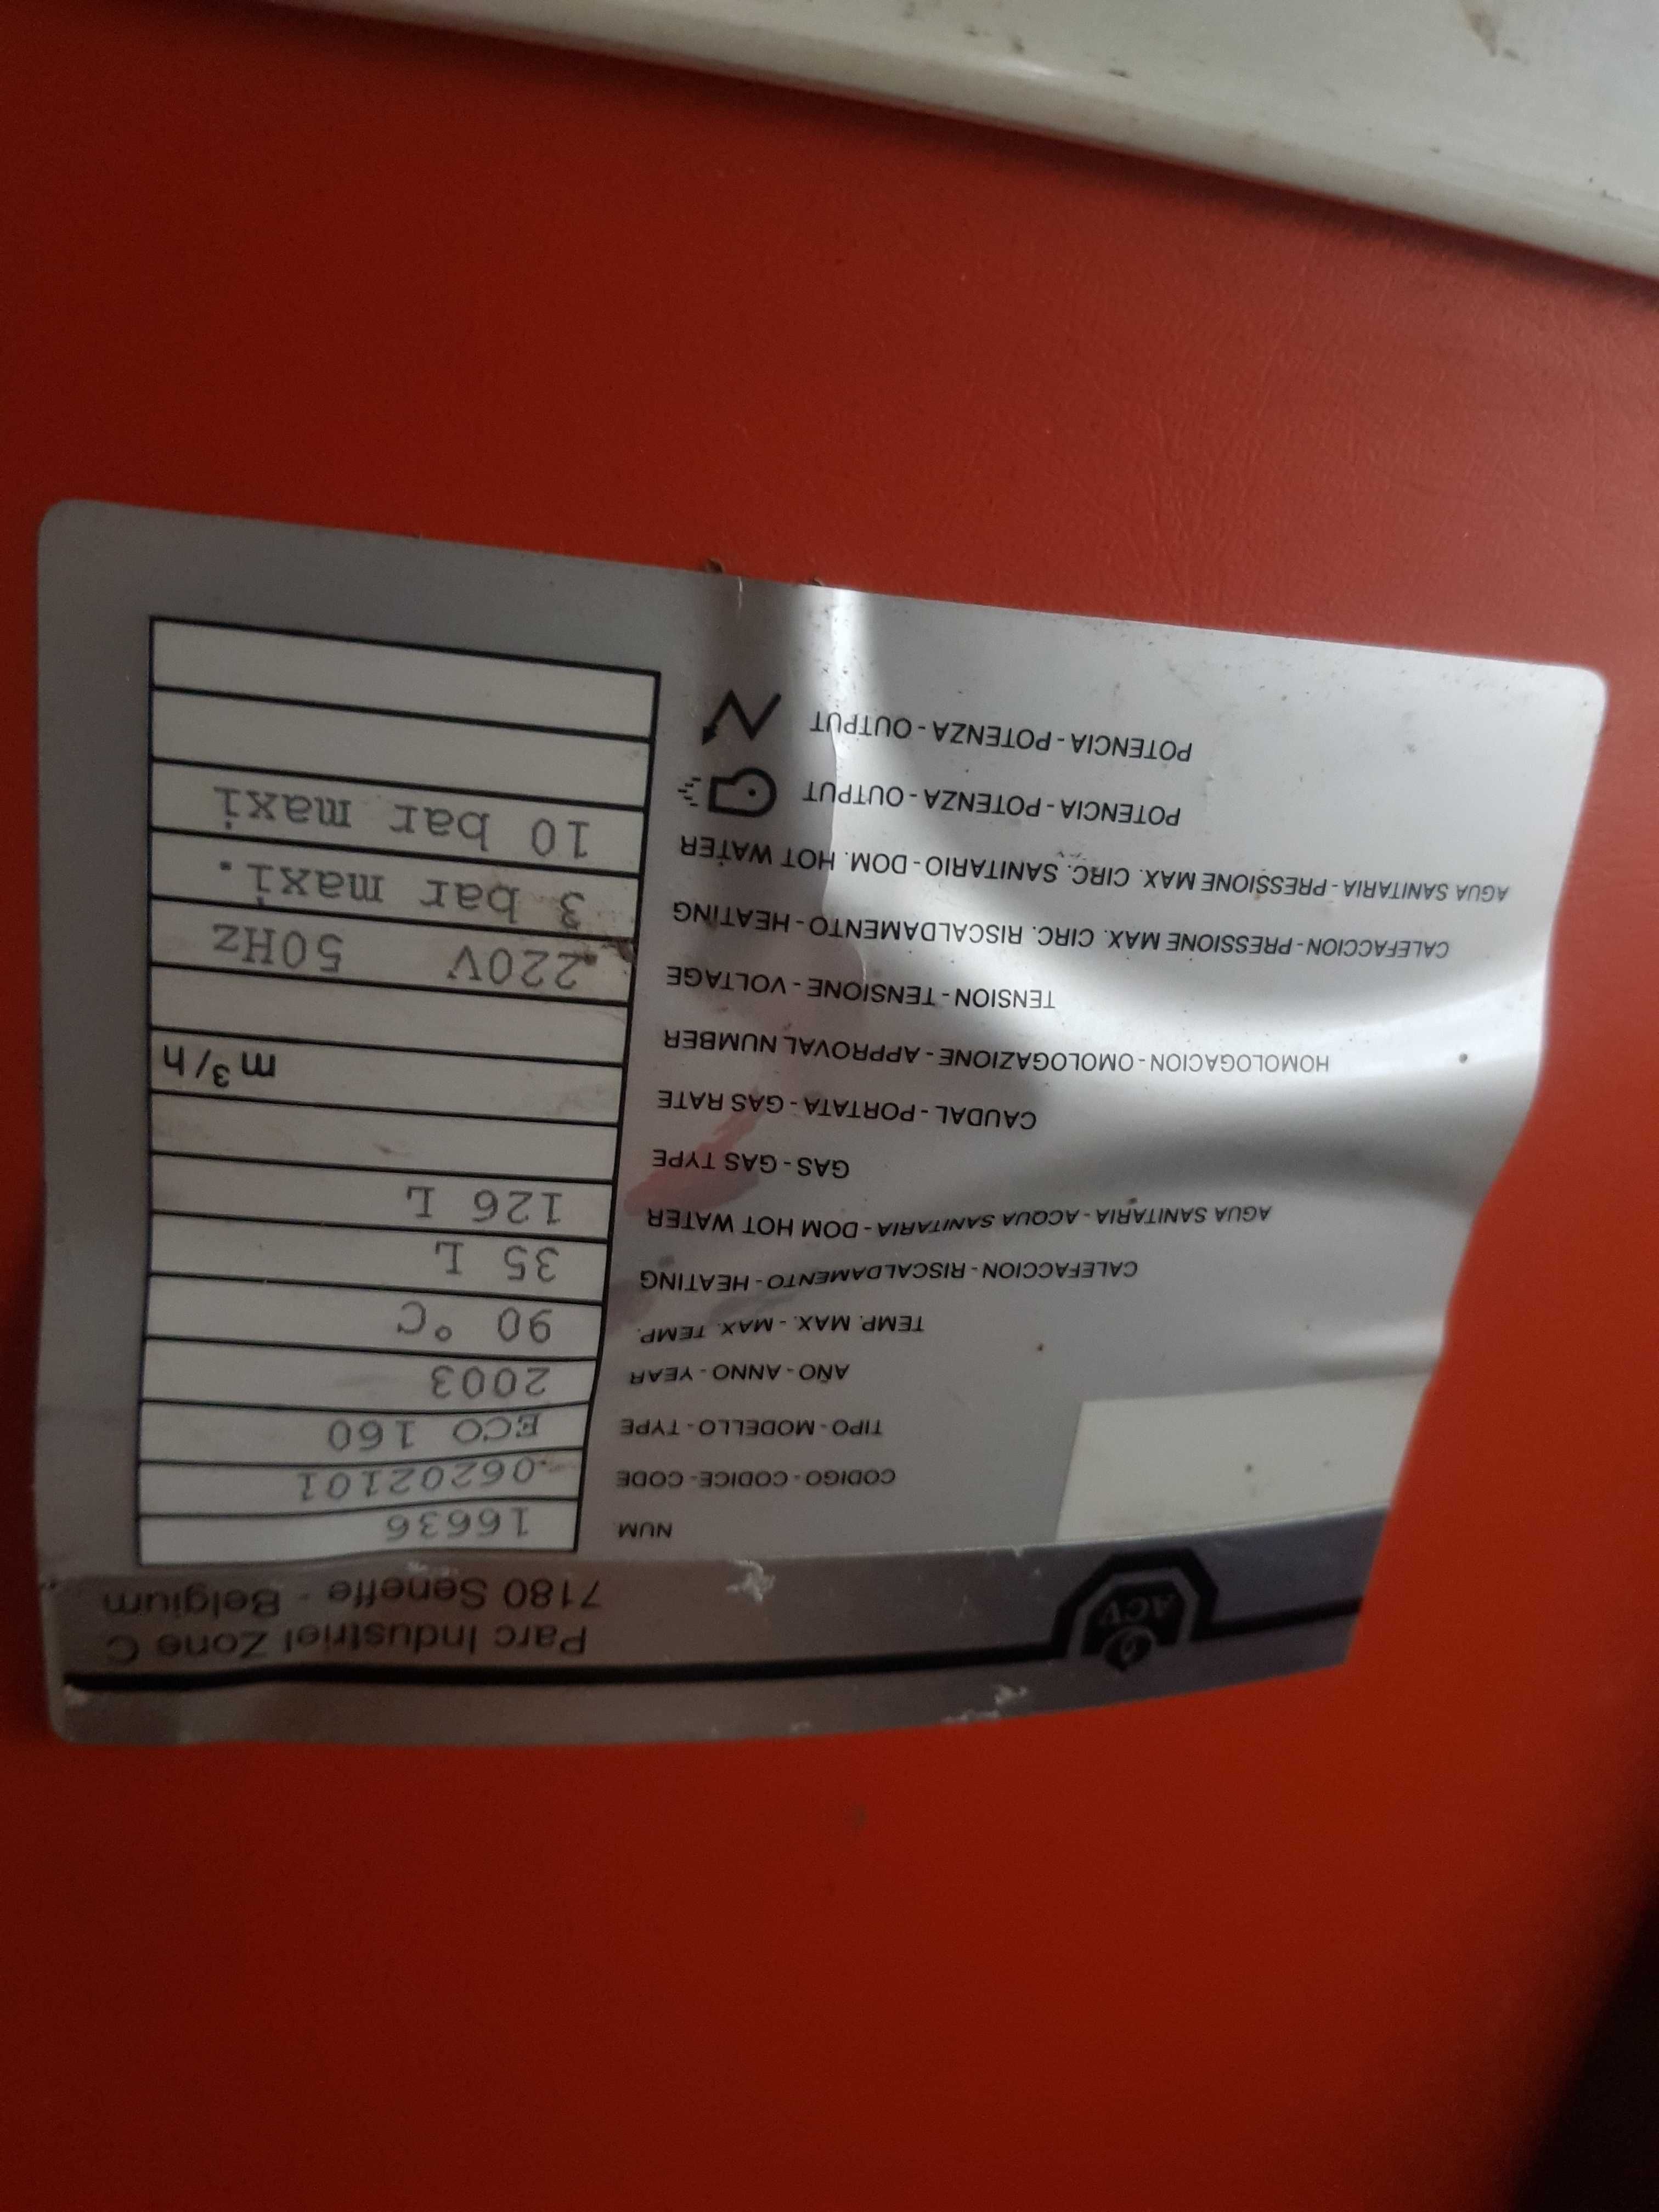 ACV
Parc Industriel Zone C
7180 Seneffe - Belgium
NUM. 16636
CODIGO - CODICE - CODE 06202101
TIPO - MODELLO - TYPE ECO 160
AÑO - ANNO - YEAR 2003
TEMP. MAX. - MAX. TEMP. 90 °C
CALEFACCION - RISCALDAMENTO - HEATING 35 L
AGUA SANITARIA - ACQUA SANITARIA - DOM HOT WATER 126 L
GAS - GAS TYPE
CAUDAL - PORTATA - GAS RATE m³/h
HOMOLOGACION - OMOLOGAZIONE - APPROVAL NUMBER
TENSION - TENSIONE - VOLTAGE 220V 50Hz
CALEFACCION - PRESSIONE MAX. CIRC. RISCALDAMENTO - HEATING 3 bar maxi.
AGUA SANITARIA - PRESSIONE MAX. CIRC. SANITARIO - DOM. HOT WATER 10 bar maxi
POTENCIA - POTENZA - OUTPUT
POTENCIA - POTENZA - OUTPUT